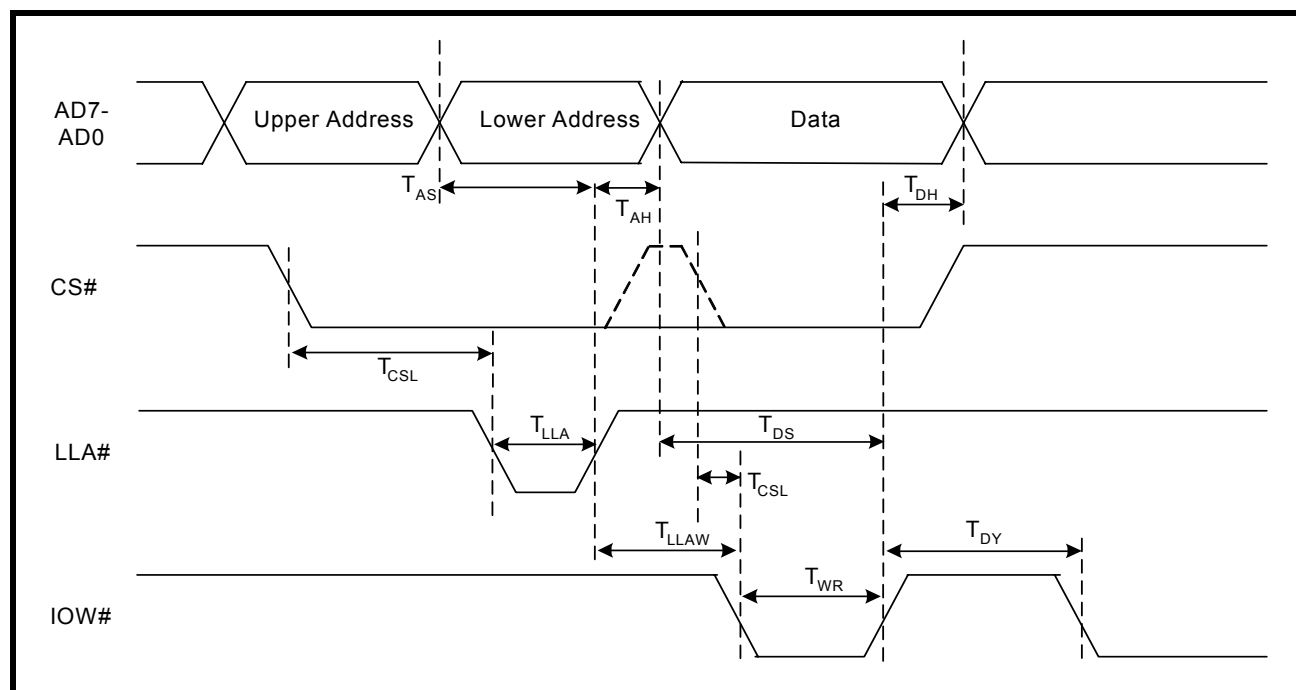 AD7-
AD0
Upper Address
Lower Address
Data
TAS
TAH
TDH
CS#
TCSL
LLA#
TLLA
TDS
TCSL
TLLAW
TDY
TWR
IOW#